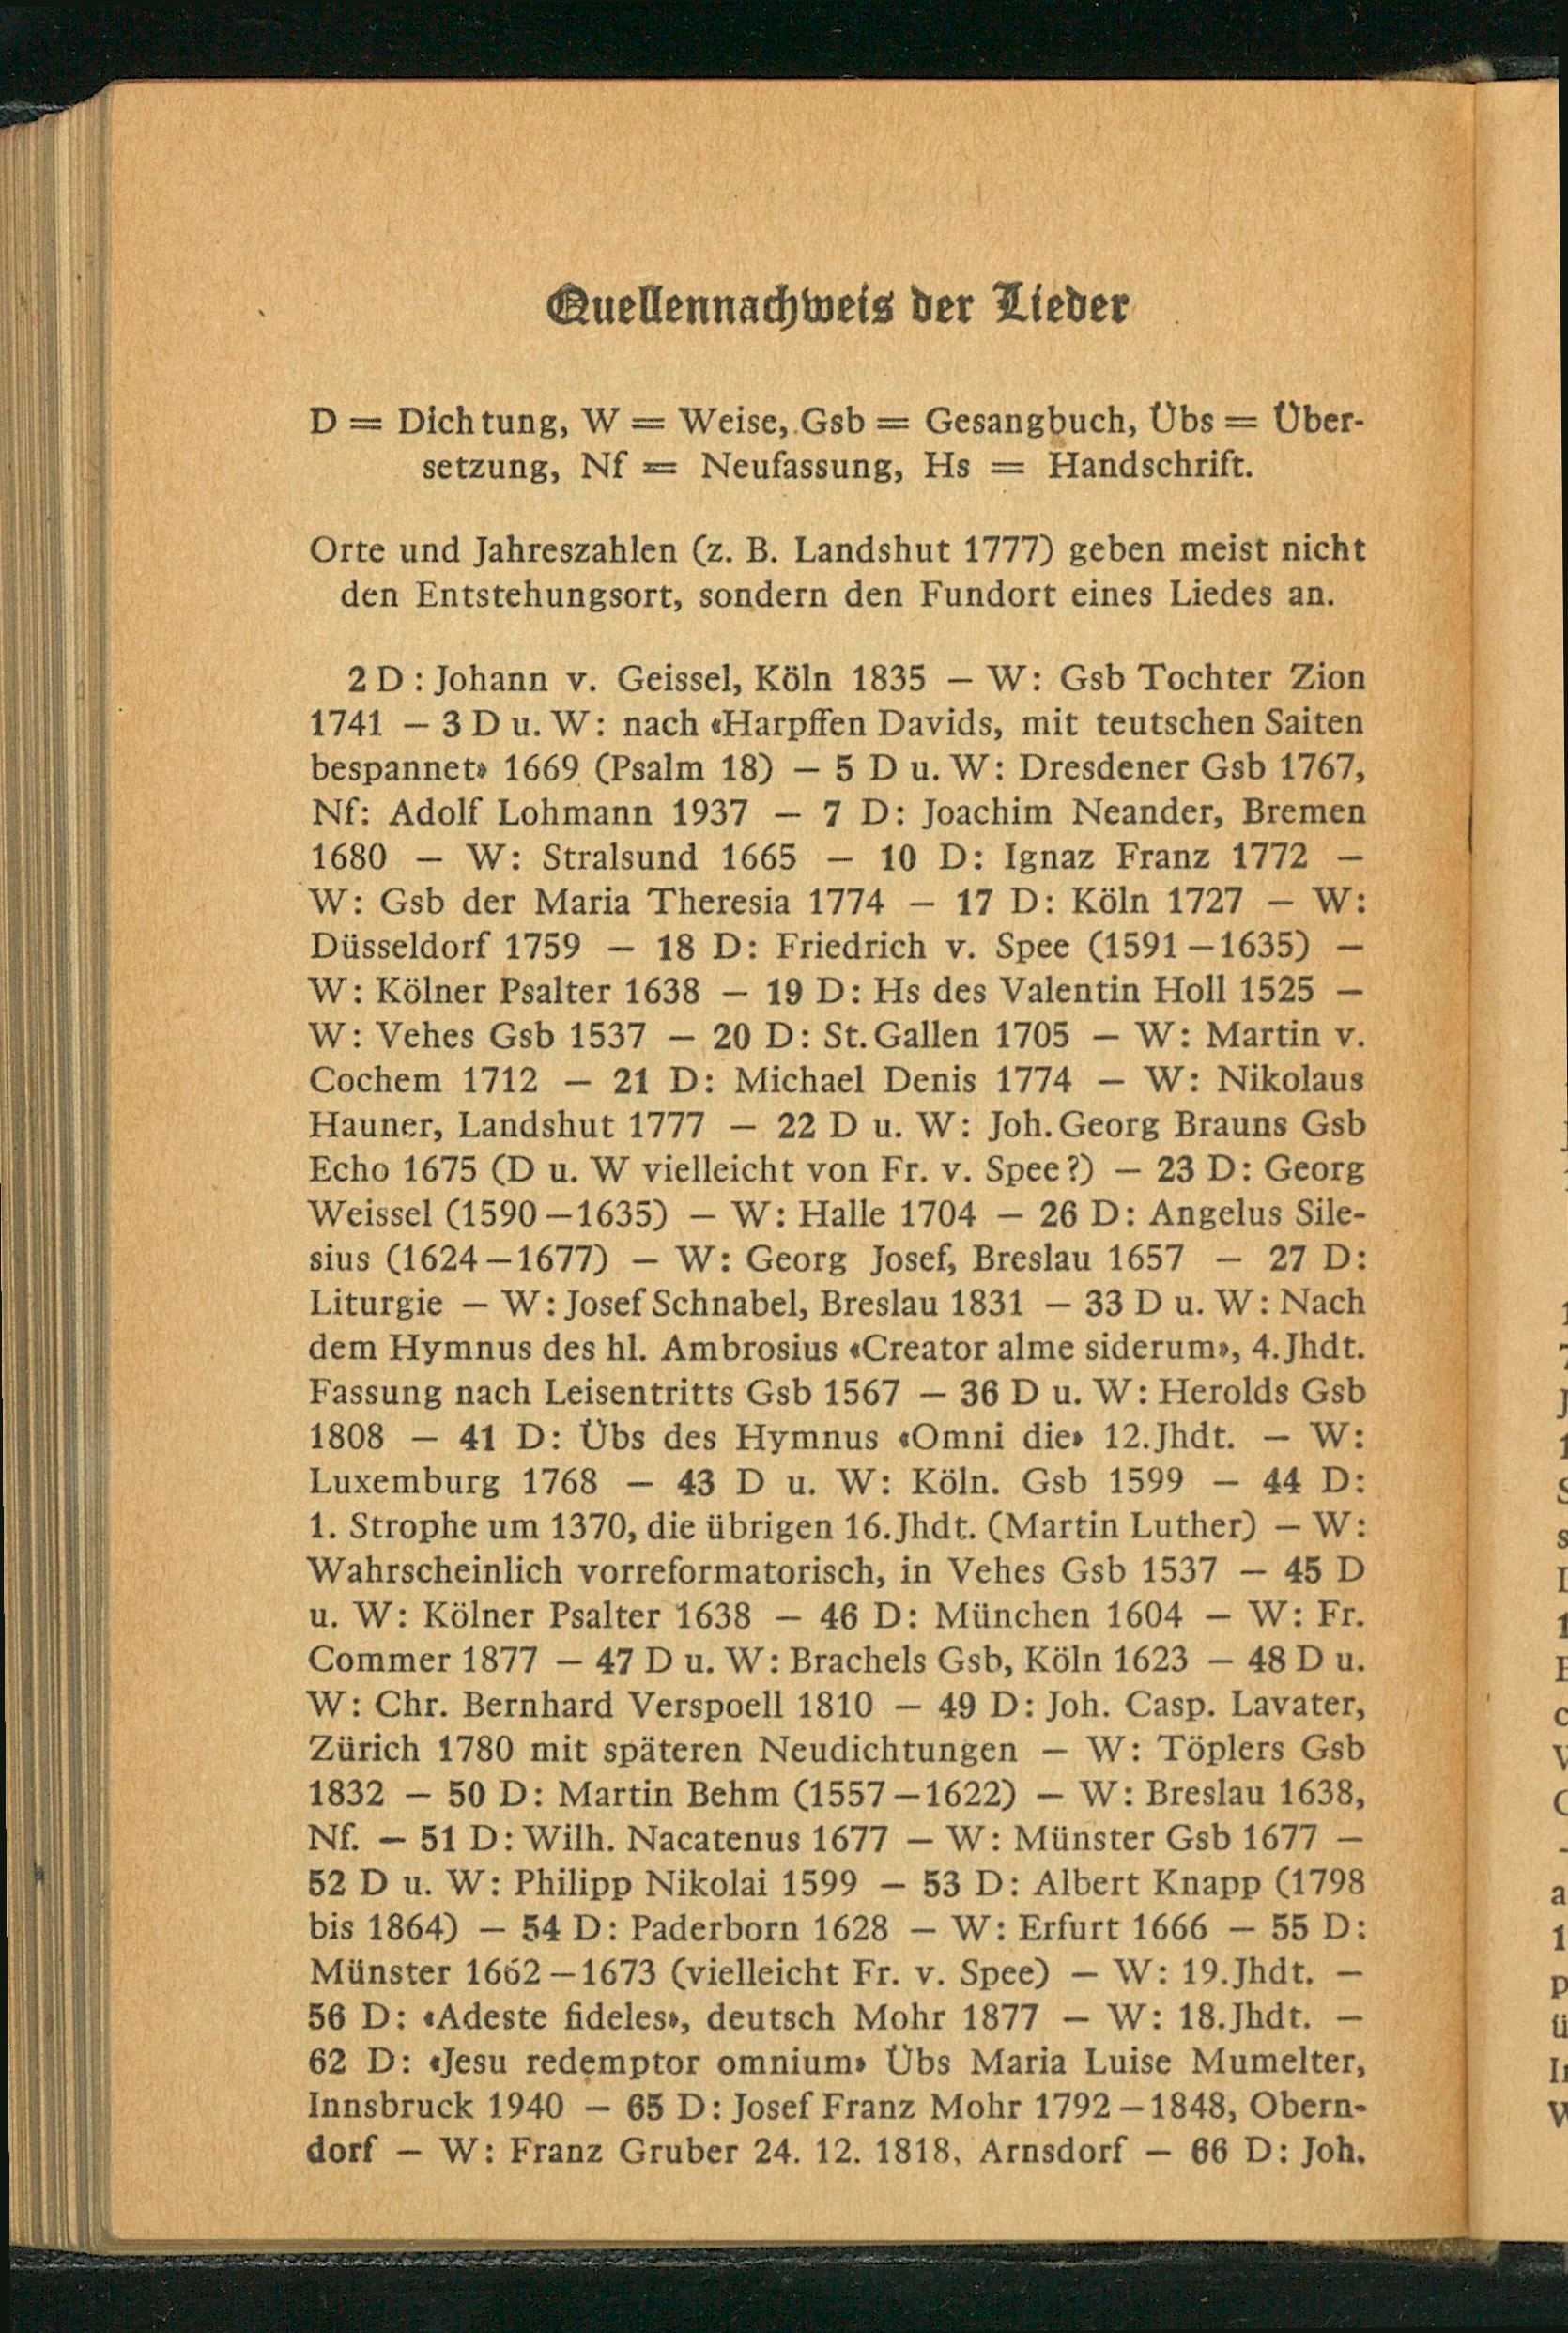 Quellennachweis der Lieder
D = Dichtung, W = Weise, Gsb = Gesangbuch, Übs = Über-
setzung, Nf = Neufassung, Hs = Handschrift.
Orte und Jahreszahlen (z. B. Landshut 1777) geben meist nicht
den Entstehungsort, sondern den Fundort eines Liedes an.
2 D : Johann v. Geissel, Köln 1835 – W: Gsb Tochter Zion
1741 – 3 D u. W: nach «Harpffen Davids, mit teutschen Saiten
bespannet» 1669 (Psalm 18) – 5 D u. W: Dresdener Gsb 1767,
Nf: Adolf Lohmann 1937 – 7 D: Joachim Neander, Bremen
1680 – W: Stralsund 1665 – 10 D: Ignaz Franz 1772 –
W: Gsb der Maria Theresia 1774 – 17 D: Köln 1727 – W:
Düsseldorf 1759 – 18 D: Friedrich v. Spee (1591–1635) –
W: Kölner Psalter 1638 – 19 D: Hs des Valentin Holl 1525 –
W: Vehes Gsb 1537 – 20 D: St. Gallen 1705 – W: Martin v.
Cochem 1712 – 21 D: Michael Denis 1774 – W: Nikolaus
Hauner, Landshut 1777 – 22 D u. W: Joh. Georg Brauns Gsb
Echo 1675 (D u. W vielleicht von Fr. v. Spee?) – 23 D: Georg
Weissel (1590–1635) – W: Halle 1704 – 26 D: Angelus Sile-
sius (1624–1677) – W: Georg Josef, Breslau 1657 – 27 D:
Liturgie – W: Josef Schnabel, Breslau 1831 – 33 D u. W: Nach
dem Hymnus des hl. Ambrosius «Creator alme siderum», 4. Jhdt.
Fassung nach Leisentritts Gsb 1567 – 36 D u. W: Herolds Gsb
1808 – 41 D: Übs des Hymnus «Omni die» 12. Jhdt. – W:
Luxemburg 1768 – 43 D u. W: Köln. Gsb 1599 – 44 D:
1. Strophe um 1370, die übrigen 16. Jhdt. (Martin Luther) – W:
Wahrscheinlich vorreformatorisch, in Vehes Gsb 1537 – 45 D
u. W: Kölner Psalter 1638 – 46 D: München 1604 – W: Fr.
Commer 1877 – 47 D u. W: Brachels Gsb, Köln 1623 – 48 D u.
W: Chr. Bernhard Verspoell 1810 – 49 D: Joh. Casp. Lavater,
Zürich 1780 mit späteren Neudichtungen – W: Töplers Gsb
1832 – 50 D: Martin Behm (1557–1622) – W: Breslau 1638,
Nf. – 51 D: Wilh. Nacatenus 1677 – W: Münster Gsb 1677 –
52 D u. W: Philipp Nikolai 1599 – 53 D: Albert Knapp (1798
bis 1864) – 54 D: Paderborn 1628 – W: Erfurt 1666 – 55 D:
Münster 1662–1673 (vielleicht Fr. v. Spee) – W: 19. Jhdt. –
56 D: «Adeste fideles», deutsch Mohr 1877 – W: 18. Jhdt. –
62 D: «Jesu redemptor omnium» Übs Maria Luise Mumelter,
Innsbruck 1940 – 65 D: Josef Franz Mohr 1792–1848, Obern-
dorf – W: Franz Gruber 24. 12. 1818, Arnsdorf – 66 D: Joh.